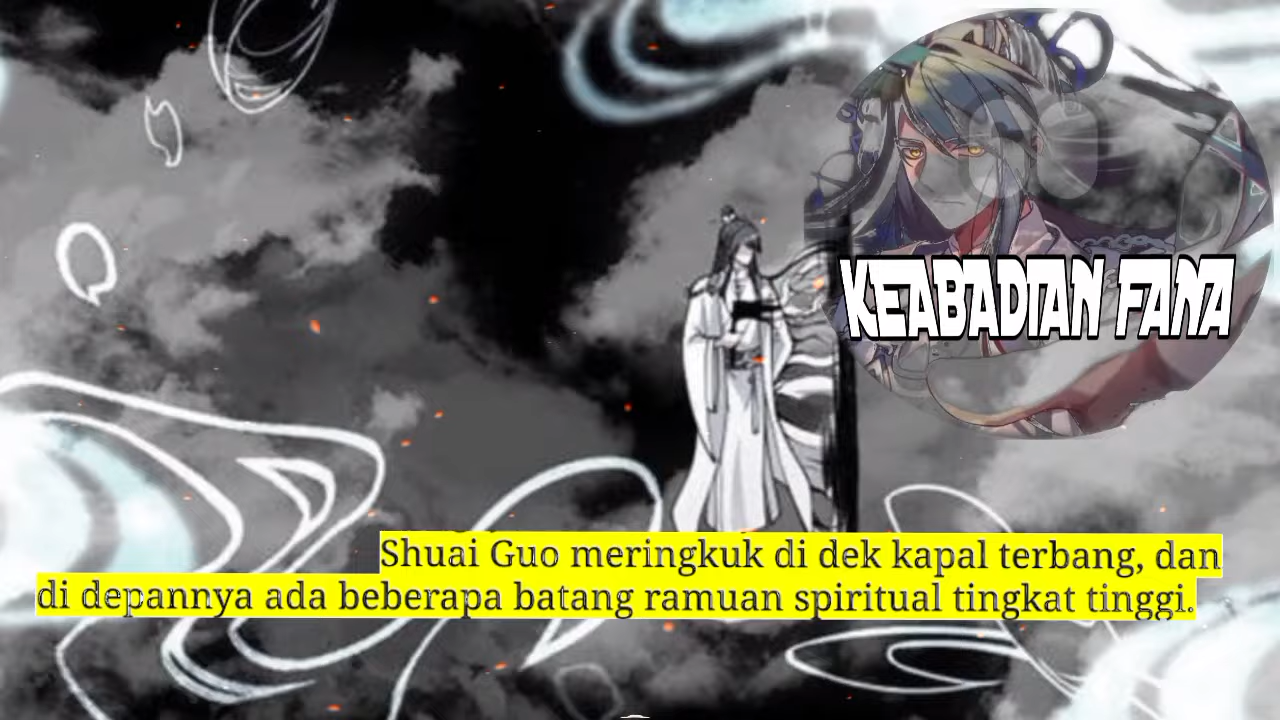 KEABADIAN FANA
Shuai Guo meringkuk di dek kapal terbang, dan
di depannya ada beberapa batang ramuan spiritual tingkat tinggi.